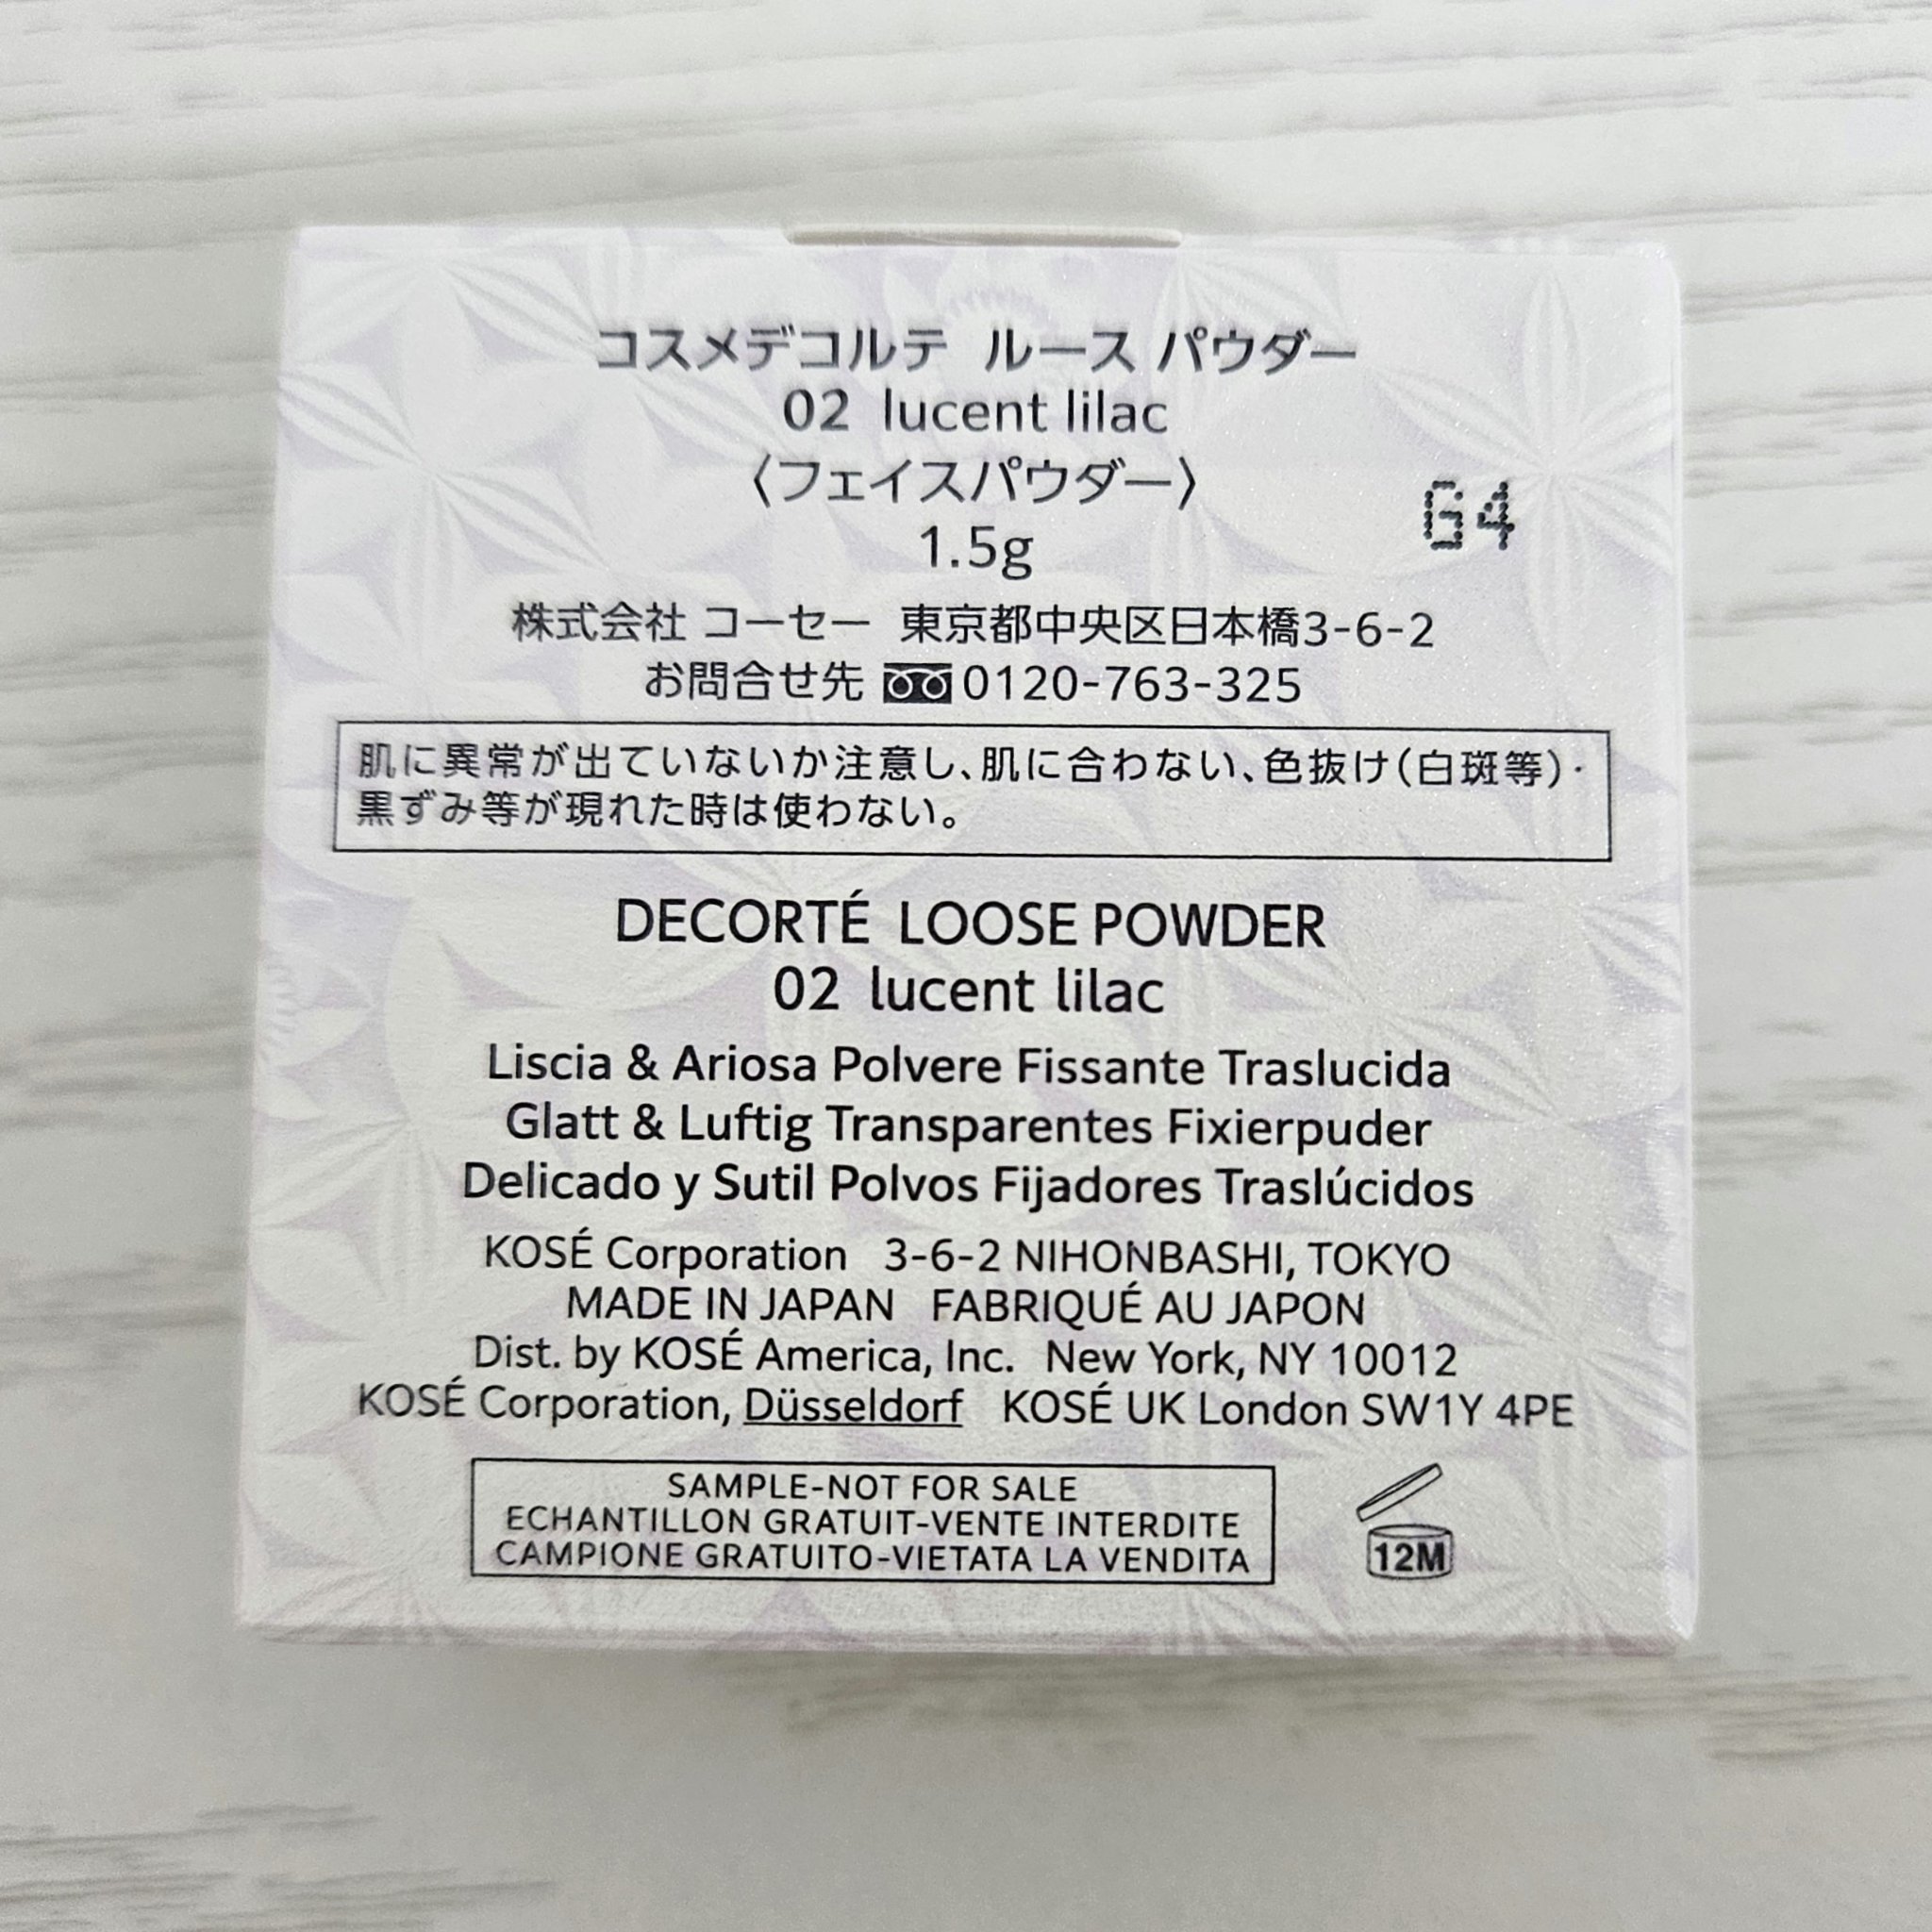 コスメデコルテ ルース パウダー
02 lucent lilac
〈フェイスパウダー〉
1.5g
G4
株式会社 コーセー 東京都中央区日本橋3-6-2
お問合せ先 0120-763-325
肌に異常が出ていないか注意し、肌に合わない、色抜け(白斑等)・
黒ずみ等が現れた時は使わない。
DECORTÉ LOOSE POWDER
02 lucent lilac
Liscia & Ariosa Polvere Fissante Traslucida
Glatt & Luftig Transparentes Fixierpuder
Delicado y Sutil Polvos Fijadores Traslúcidos
KOSÉ Corporation 3-6-2 NIHONBASHI, TOKYO
MADE IN JAPAN FABRIQUÉ AU JAPON
Dist. by KOSÉ America, Inc. New York, NY 10012
KOSÉ Corporation, Düsseldorf KOSÉ UK London SW1Y 4PE
SAMPLE-NOT FOR SALE
ECHANTILLON GRATUIT-VENTE INTERDITE
CAMPIONE GRATUITO-VIETATA LA VENDITA
12M